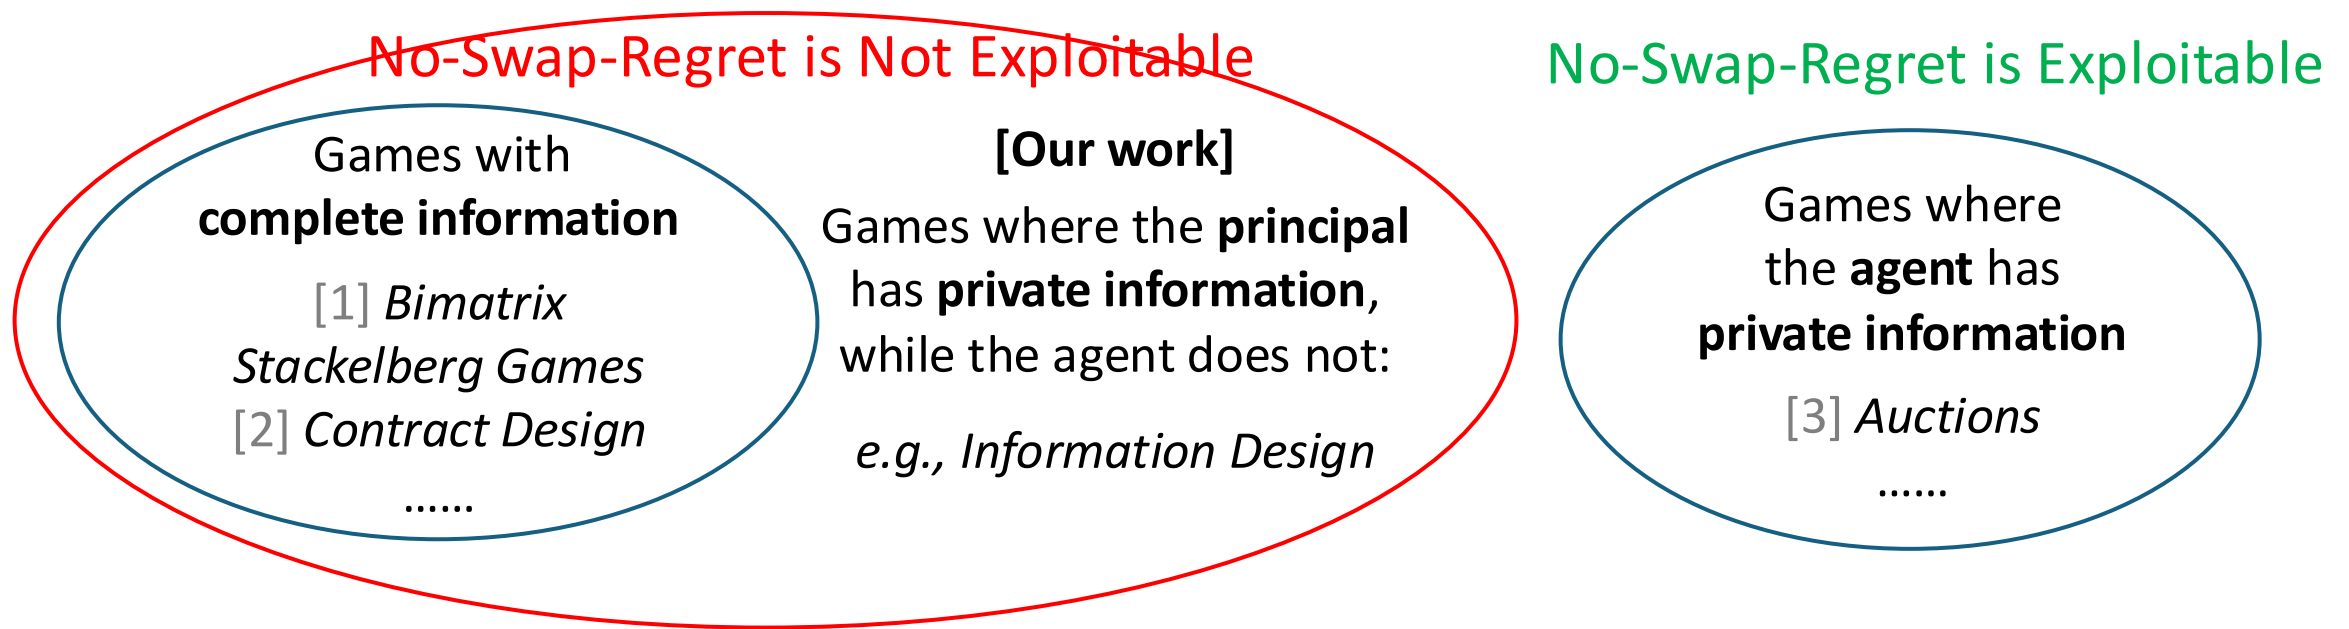 No-Swap-Regret is Not Exploitable
Games with
complete information
[1] Bimatrix
Stackelberg Games
[2] Contract Design
......
[Our work]
Games where the principal
has private information,
while the agent does not:
e.g., Information Design
No-Swap-Regret is Exploitable
Games where
the agent has
private information
[3] Auctions
......